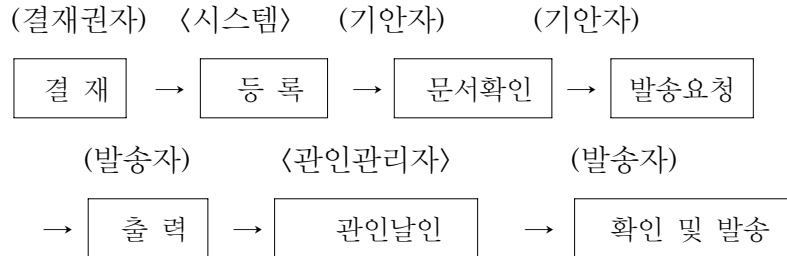 (결재권자) 〈시스템〉 (기안자) (기안자)
결 재 → 등 록 → 문서확인 → 발송요청
(발송자) 〈관인관리자〉 (발송자)
→ 출 력 → 관인날인 → 확인 및 발송